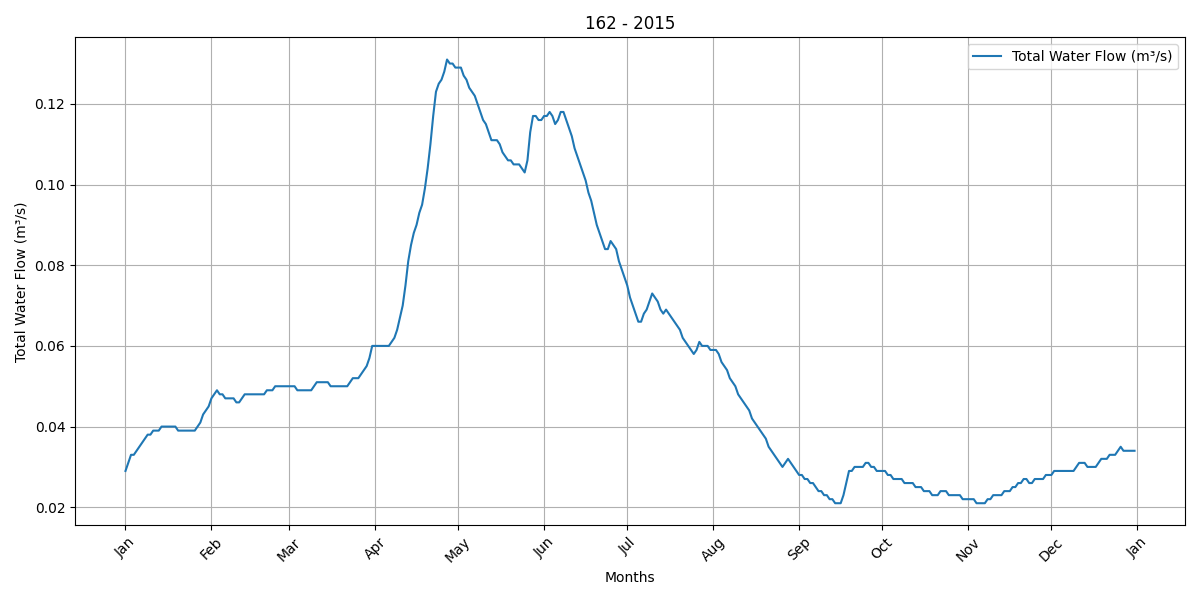 162 - 2015
Total Water Flow (m³/s)
Total Water Flow (m³/s)
0.12
0.10
0.08
0.06
0.04
0.02
Jan
Feb
Mar
Apr
May
Jun
Jul
Aug
Sep
Oct
Nov
Dec
Jan
Months